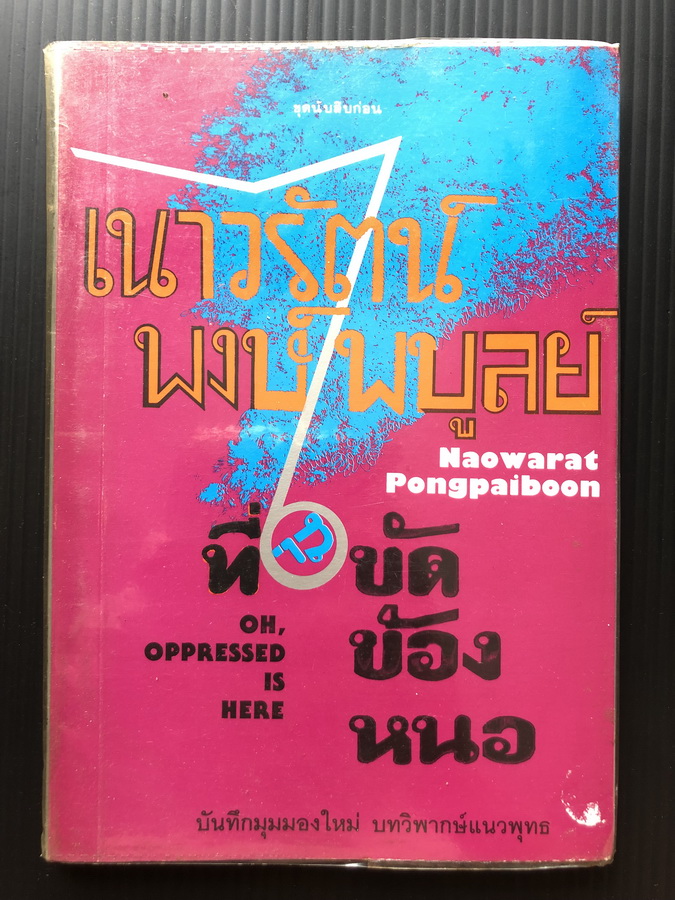 ชุดนับสิบก่อน
เนาวรัตน์
พงษ์ไพบูลย์
Naowarat
Pongpaiboon
ที่นี่ขัด
ข้อง
หนอ
OH,
OPPRESSED
IS
HERE
บันทึกมุมมองใหม่ บทวิพากษ์แนวพุทธ